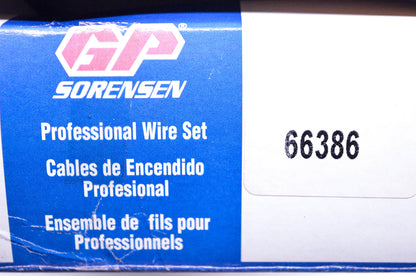 GP
SORENSEN
Professional Wire Set
Cables de Encendido
Profesional
Ensemble de fils pour
Professionnels
66386